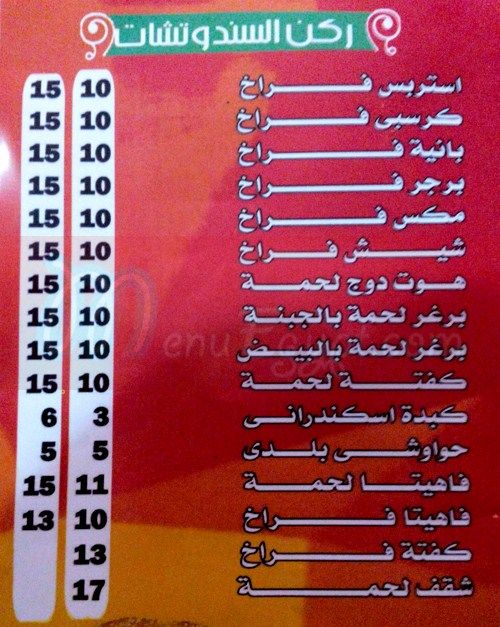 ركن السندوتشات
استربس فراخ 10 15
كرسبى فراخ 10 15
بانية فراخ 10 15
برجر فراخ 10 15
مكس فراخ 10 15
شيش فراخ 10 15
هوت دوج لحمة 10 15
برغر لحمة بالجبنة 10 15
برغر لحمة بالبيض 10 15
كفتة لحمة 10 15
كبدة اسكندرانى 3 6
حواوشى بلدى 5 5
فاهيتا لحمة 11 15
فاهيتا فراخ 10 13
كفتة فراخ 13
شقف لحمة 17